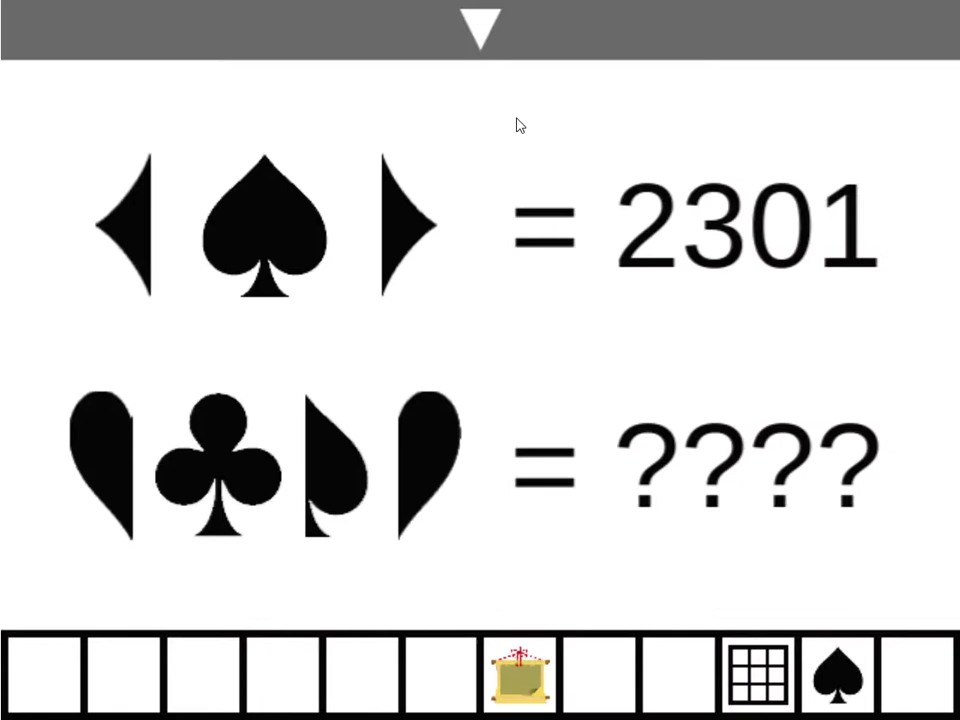 = 2301
= ????